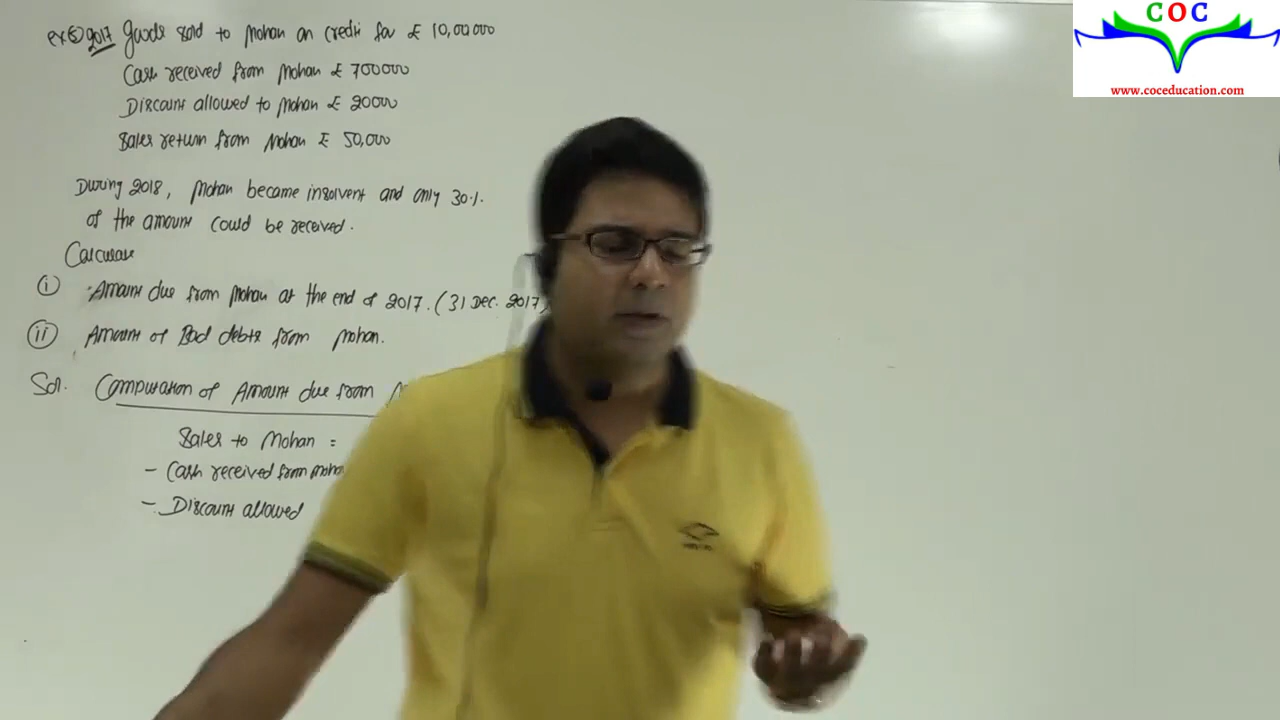 ex⑤ 2017 Goods sold to Mohan on credit for £ 10,00000
Cash received from Mohan £ 700000
Discount allowed to Mohan £ 20000
Sales return from Mohan £ 50,000
During 2018, Mohan became insolvent and only 30%
of the amount could be received.
Calculate
(i) Amount due from Mohan at the end of 2017. (31 Dec. 2017)
(ii) Amount of Bad debts from Mohan.
Sol. Computation of Amount due from
Sales to Mohan =
- Cash received from Moha
- Discount allowed
COC
www.coceducation.com